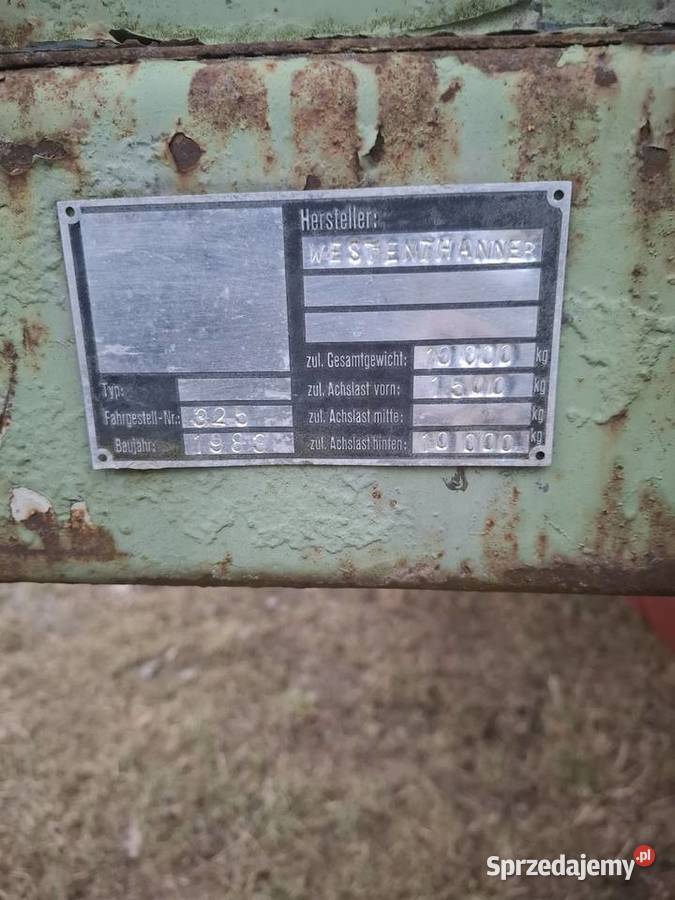 Hersteller:
WESTENTHANNER
zul. Gesamtgewicht: 10 000 kg
Typ:
zul. Achslast vorn: 1500 kg
Fahrgestell-Nr.: 325
zul. Achslast mitte: kg
Baujahr:
zul. Achslast hinten: 10 000 kg
Sprzedajemy.pl